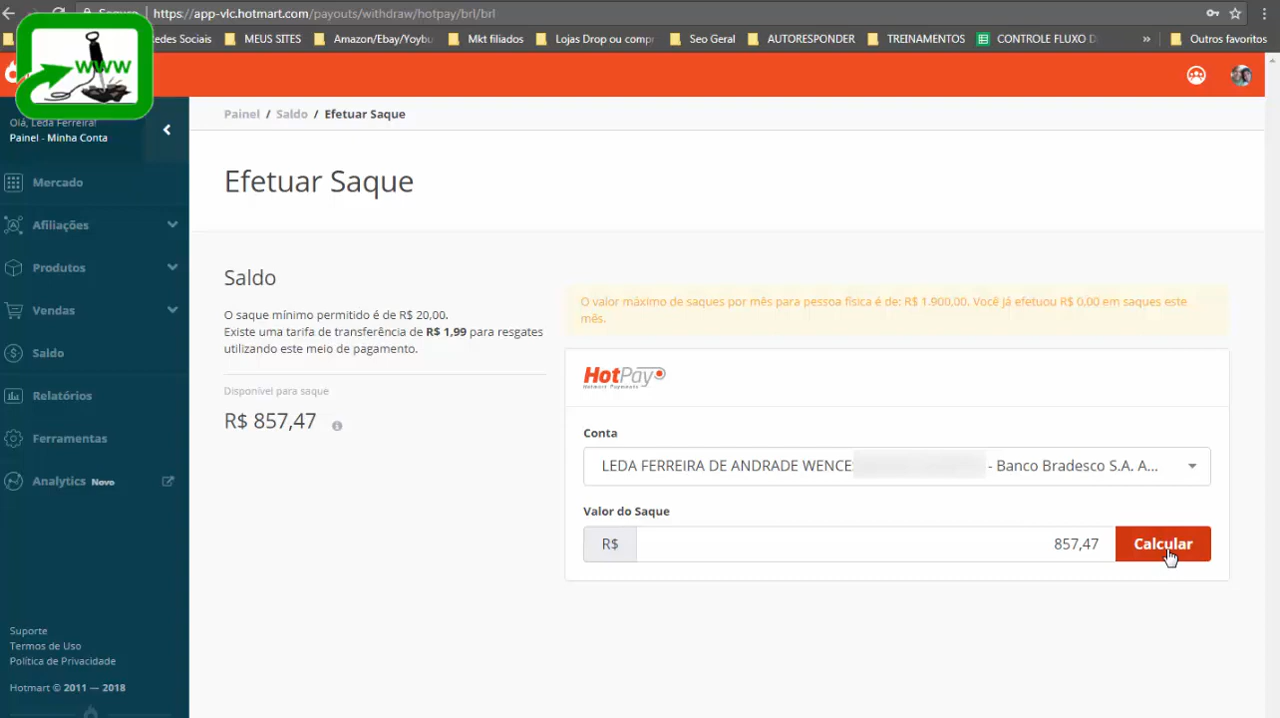 https://app-vlc.hotmart.com/payouts/withdraw/hotpay/brl/brl
Redes Sociais MEUS SITES Amazon/Ebay/Yoybu Mkt filiados Lojas Drop ou compr Seo Geral AUTORESPONDER TREINAMENTOS CONTROLE FLUXO D » Outros favoritos
WWW
Olá, Leda Ferreira!
Painel - Minha Conta
Mercado
Afiliações
Produtos
Vendas
Saldo
Relatórios
Ferramentas
Analytics Novo
Suporte
Termos de Uso
Política de Privacidade
Hotmart © 2011 — 2018
Painel / Saldo / Efetuar Saque
Efetuar Saque
Saldo
O saque mínimo permitido é de R$ 20,00.
Existe uma tarifa de transferência de R$ 1,99 para resgates
utilizando este meio de pagamento.
Disponível para saque
R$ 857,47
O valor máximo de saques por mês para pessoa física é de: R$ 1.900,00. Você já efetuou R$ 0,00 em saques este
mês.
HotPay
Hotmart Payments
Conta
LEDA FERREIRA DE ANDRADE WENCE - Banco Bradesco S.A. A...
Valor do Saque
R$ 857,47 Calcular